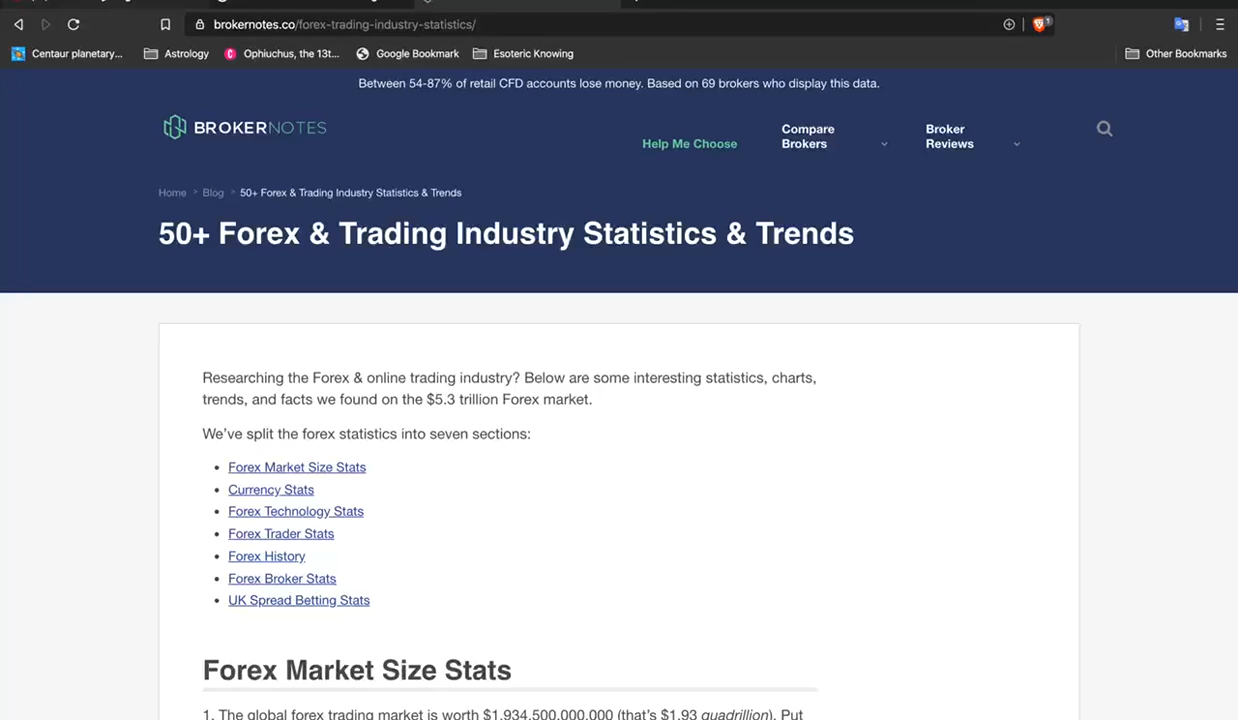 brokernotes.co/forex-trading-industry-statistics/
1
Centaur planetary... Astrology Ophiuchus, the 13t... Google Bookmark Esoteric Knowing Other Bookmarks
Between 54-87% of retail CFD accounts lose money. Based on 69 brokers who display this data.
BROKERNOTES
Help Me Choose
Compare
Brokers
Broker
Reviews
Home > Blog > 50+ Forex & Trading Industry Statistics & Trends
50+ Forex & Trading Industry Statistics & Trends
Researching the Forex & online trading industry? Below are some interesting statistics, charts,
trends, and facts we found on the $5.3 trillion Forex market.
We've split the forex statistics into seven sections:
• Forex Market Size Stats
• Currency Stats
• Forex Technology Stats
• Forex Trader Stats
• Forex History
• Forex Broker Stats
• UK Spread Betting Stats
Forex Market Size Stats
1. The global forex trading market is worth $1,934,500,000,000 (that's $1.93 quadrillion). Put